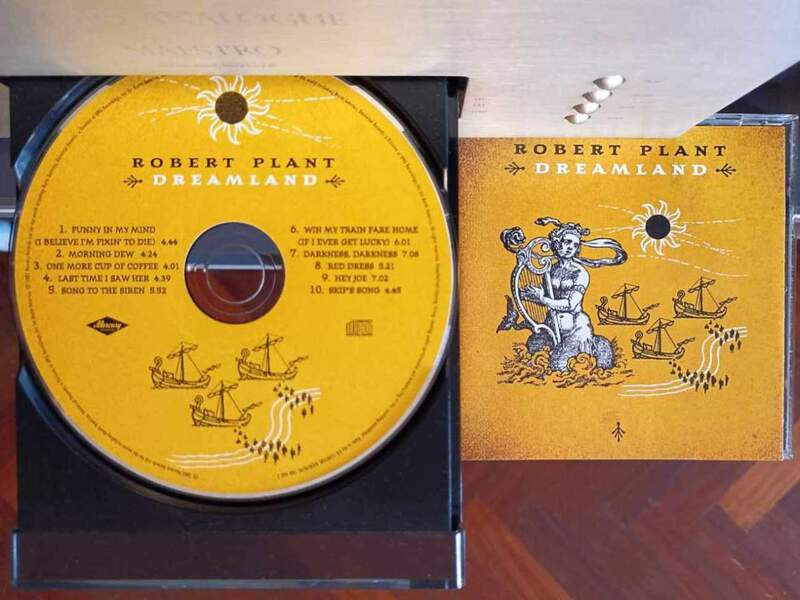 ROBERT PLANT
DREAMLAND
1. FUNNY IN MY MIND
(I BELIEVE I'M FIXIN' TO DIE) 4.44
2. MORNING DEW 4.24
3. ONE MORE CUP OF COFFEE 4.01
4. LAST TIME I SAW HER 4.39
5. SONG TO THE SIREN 5.52
6. WIN MY TRAIN FARE HOME
(IF I EVER GET LUCKY) 6.01
7. DARKNESS, DARKNESS 7.08
8. RED DRESS 5.21
9. HEY JOE 7.02
10. SKIP'S SONG 4.45
Mercury
ROBERT PLANT
DREAMLAND